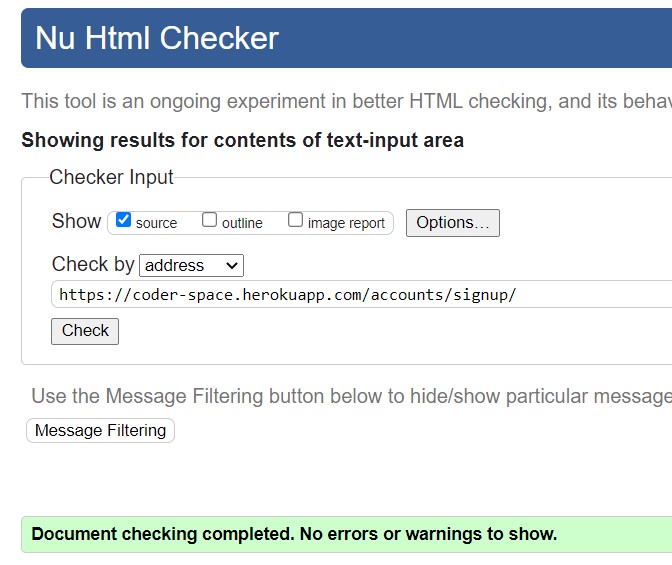 Nu Html Checker
This tool is an ongoing experiment in better HTML checking, and its
Showing results for contents of text-input area
Checker Input
Show source outline image report Options…
Check by address
https://coder-space.herokuapp.com/accounts/signup/
Check
Use the Message Filtering button below to hide/show particular message
Message Filtering
Document checking completed. No errors or warnings to show.